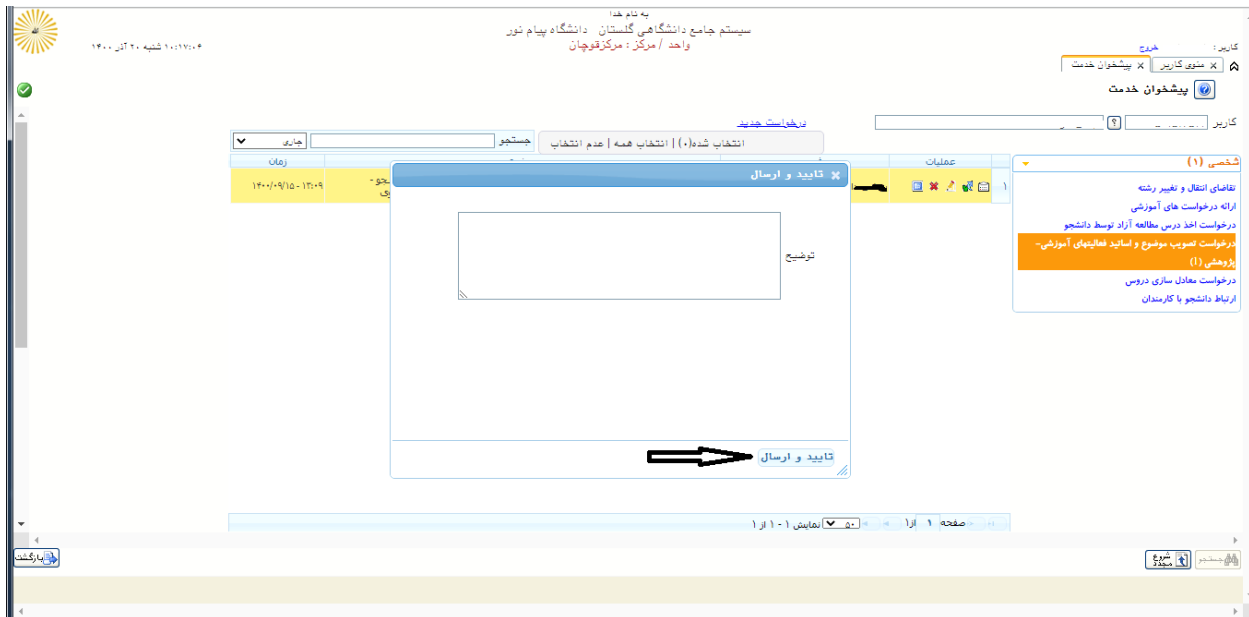 به نام خدا
سیستم جامع دانشگاهی گلستان دانشگاه پیام نور
واحد / مرکز : مرکزقوچان
۱۰:۱۷:۰۴ شنبه ۲۰ آذر ۱۴۰۰
کاربر :
خروج
منوی کاربر x
پیشخوان خدمت x
پیشخوان خدمت
کاربر
؟
درخواست جدید
انتخاب شده(۰) | انتخاب همه | عدم انتخاب
جستجو
جاری
شخصی (۱)
تقاضای انتقال و تغییر رشته
ارائه درخواست های آموزشی
درخواست اخذ درس مطالعه آزاد توسط دانشجو
درخواست تصویب موضوع و اساتید فعالیتهای آموزشی-
پژوهشی (1)
درخواست معادل سازی دروس
ارتباط دانشجو با کارمندان
عملیات
زمان
۱
۱۴۰۰/۰۹/۱۵ - ۱۳:۰۹
تایید و ارسال
توضیح
تایید و ارسال
صفحه ۱ از۱
۵۰
نمایش ۱ - ۱ از ۱
جستجو
شروع مجدد
بازگشت